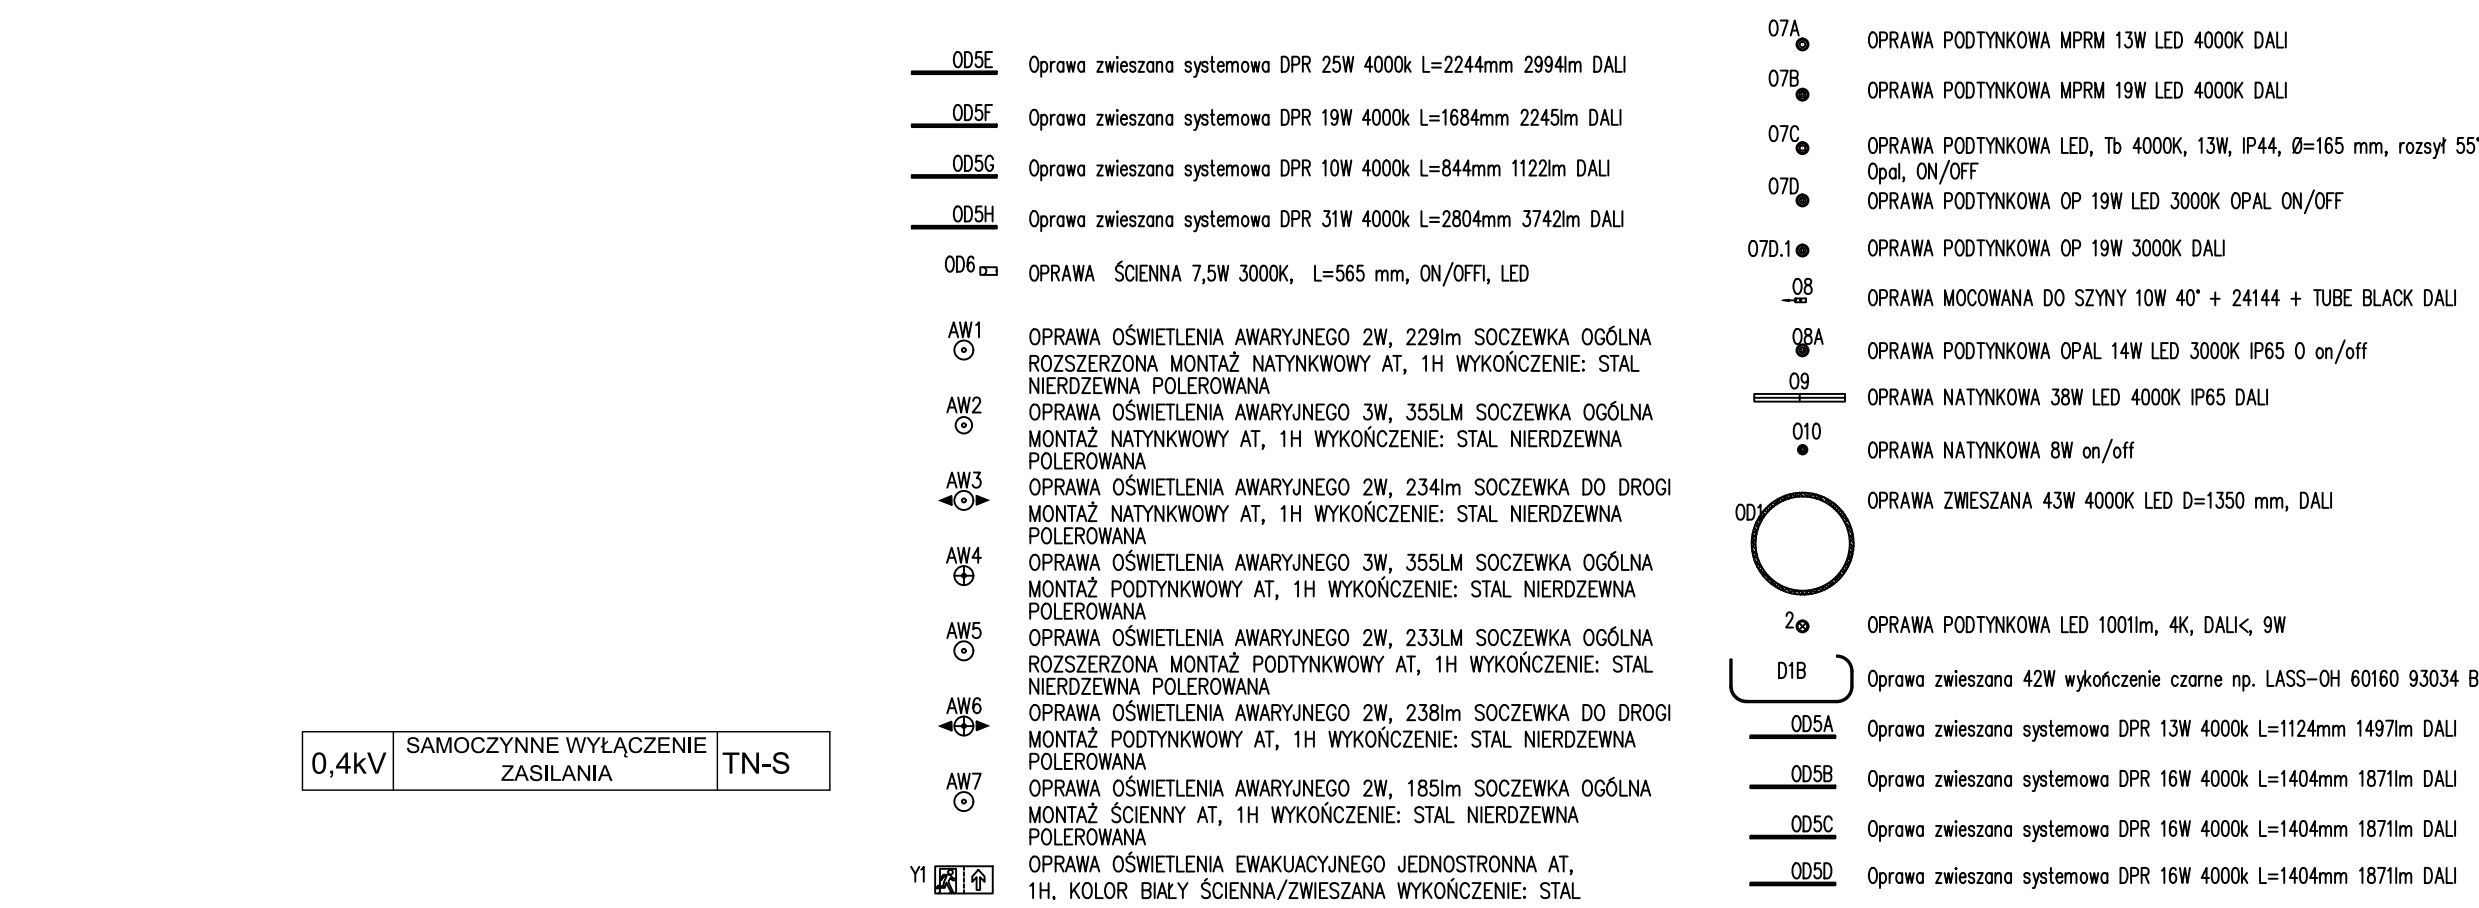 OD5E
Oprawa zwieszana systemowa DPR 25W 4000k L=2244mm 2994lm DALI
OD5F
Oprawa zwieszana systemowa DPR 19W 4000k L=1684mm 2245lm DALI
OD5G
Oprawa zwieszana systemowa DPR 10W 4000k L=844mm 1122lm DALI
OD5H
Oprawa zwieszana systemowa DPR 31W 4000k L=2804mm 3742lm DALI
OD6
OPRAWA ŚCIENNA 7,5W 3000K, L=565 mm, ON/OFFI, LED
AW1
OPRAWA OŚWIETLENIA AWARYJNEGO 2W, 229lm SOCZEWKA OGÓLNA
ROZSZERZONA MONTAŻ NATYNKWOWY AT, 1H WYKOŃCZENIE: STAL
NIERDZEWNA POLEROWANA
AW2
OPRAWA OŚWIETLENIA AWARYJNEGO 3W, 355LM SOCZEWKA OGÓLNA
MONTAŻ NATYNKWOWY AT, 1H WYKOŃCZENIE: STAL NIERDZEWNA
POLEROWANA
AW3
OPRAWA OŚWIETLENIA AWARYJNEGO 2W, 234lm SOCZEWKA DO DROGI
MONTAŻ NATYNKWOWY AT, 1H WYKOŃCZENIE: STAL NIERDZEWNA
POLEROWANA
AW4
OPRAWA OŚWIETLENIA AWARYJNEGO 3W, 355LM SOCZEWKA OGÓLNA
MONTAŻ PODTYNKWOWY AT, 1H WYKOŃCZENIE: STAL NIERDZEWNA
POLEROWANA
AW5
OPRAWA OŚWIETLENIA AWARYJNEGO 2W, 233LM SOCZEWKA OGÓLNA
ROZSZERZONA MONTAŻ PODTYNKWOWY AT, 1H WYKOŃCZENIE: STAL
NIERDZEWNA POLEROWANA
AW6
OPRAWA OŚWIETLENIA AWARYJNEGO 2W, 238lm SOCZEWKA DO DROGI
MONTAŻ PODTYNKWOWY AT, 1H WYKOŃCZENIE: STAL NIERDZEWNA
POLEROWANA
AW7
OPRAWA OŚWIETLENIA AWARYJNEGO 2W, 185lm SOCZEWKA OGÓLNA
MONTAŻ ŚCIENNY AT, 1H WYKOŃCZENIE: STAL NIERDZEWNA
POLEROWANA
Y1
OPRAWA OŚWIETLENIA EWAKUACYJNEGO JEDNOSTRONNA AT,
1H, KOLOR BIAŁY ŚCIENNA/ZWIESZANA WYKOŃCZENIE: STAL
0,4kV
SAMOCZYNNE WYŁĄCZENIE
ZASILANIA
TN-S
O7A
OPRAWA PODTYNKOWA MPRM 13W LED 4000K DALI
O7B
OPRAWA PODTYNKOWA MPRM 19W LED 4000K DALI
O7C
OPRAWA PODTYNKOWA LED, Tb 4000K, 13W, IP44, Ø=165 mm, rozsył 55°
Opal, ON/OFF
O7D
OPRAWA PODTYNKOWA OP 19W LED 3000K OPAL ON/OFF
O7D.1
OPRAWA PODTYNKOWA OP 19W 3000K DALI
O8
OPRAWA MOCOWANA DO SZYNY 10W 40° + 24144 + TUBE BLACK DALI
O8A
OPRAWA PODTYNKOWA OPAL 14W LED 3000K IP65 O on/off
O9
OPRAWA NATYNKOWA 38W LED 4000K IP65 DALI
O10
OPRAWA NATYNKOWA 8W on/off
OD1
OPRAWA ZWIESZANA 43W 4000K LED D=1350 mm, DALI
2
OPRAWA PODTYNKOWA LED 1001lm, 4K, DALI<, 9W
D1B
Oprawa zwieszana 42W wykończenie czarne np. LASS-OH 60160 93034 B
OD5A
Oprawa zwieszana systemowa DPR 13W 4000k L=1124mm 1497lm DALI
OD5B
Oprawa zwieszana systemowa DPR 16W 4000k L=1404mm 1871lm DALI
OD5C
Oprawa zwieszana systemowa DPR 16W 4000k L=1404mm 1871lm DALI
OD5D
Oprawa zwieszana systemowa DPR 16W 4000k L=1404mm 1871lm DALI